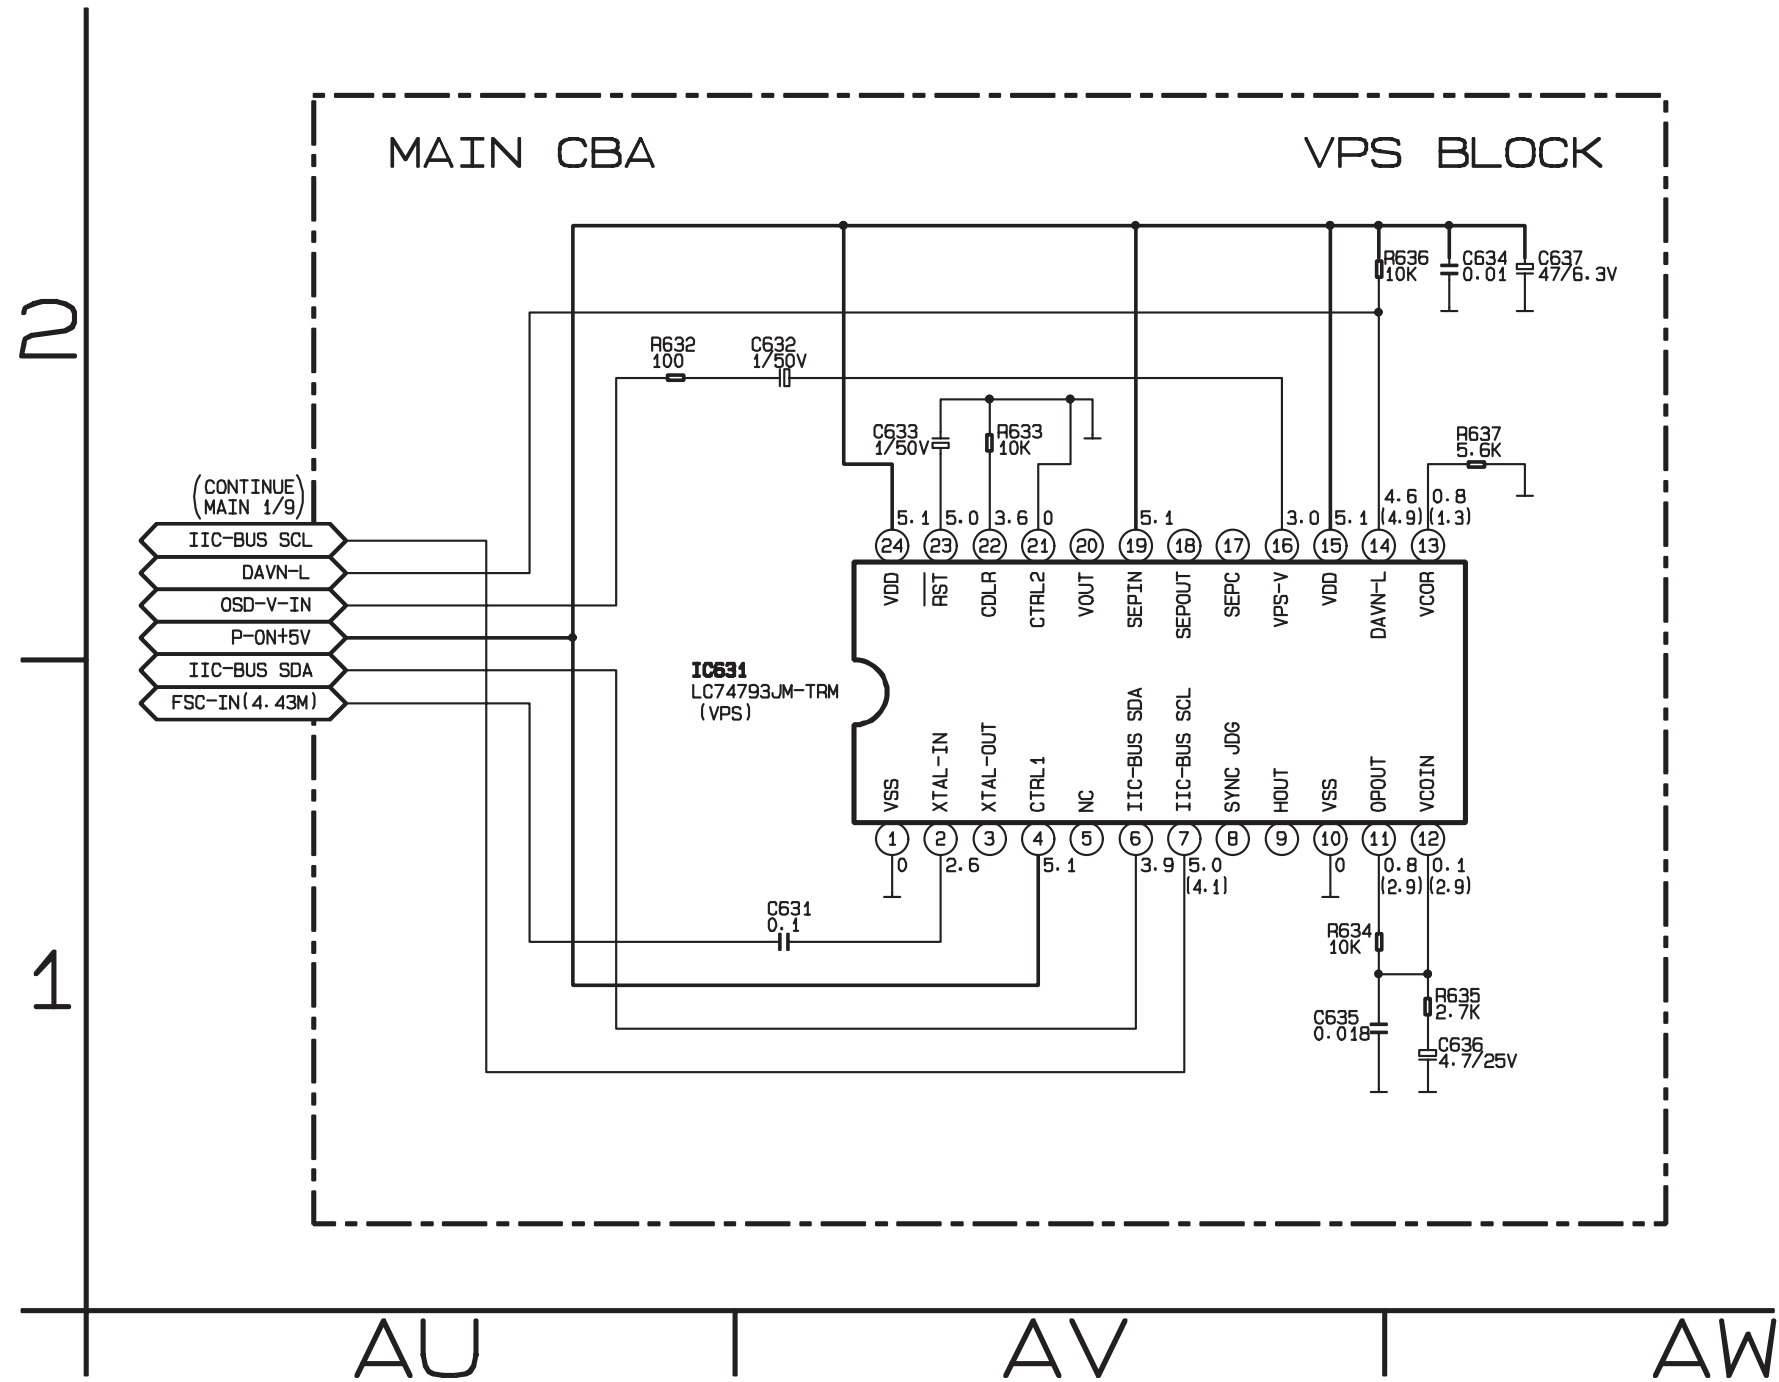 MAIN CBA
VPS BLOCK
2
R636
10K
C634
0.01
C637
47/6.3V
R632
100
C632
1/50V
C633
1/50V
R633
10K
R637
5.6K
(CONTINUE
MAIN 1/9)
IIC-BUS SCL
DAVN-L
OSD-V-IN
P-ON+5V
IIC-BUS SDA
FSC-IN(4.43M)
5.1
5.0
3.6
0
5.1
3.0
5.1
4.6
(4.9)
0.8
(1.3)
24
23
22
21
20
19
18
17
16
15
14
13
VDD
RST
CDLR
CTRL2
VOUT
SEPIN
SEPOUT
SEPC
VPS-V
VDD
DAVN-L
VCOR
IC631
LC74793JM-TRM
(VPS)
VSS
XTAL-IN
XTAL-OUT
CTRL1
NC
IIC-BUS SDA
IIC-BUS SCL
SYNC JDG
HOUT
VSS
OPOUT
VCOIN
1
2
3
4
5
6
7
8
9
10
11
12
0
2.6
5.1
3.9
5.0
(4.1)
0
0.8
(2.9)
0.1
(2.9)
C631
0.1
R634
10K
R635
2.7K
C635
0.018
C636
4.7/25V
1
AU
AV
AW